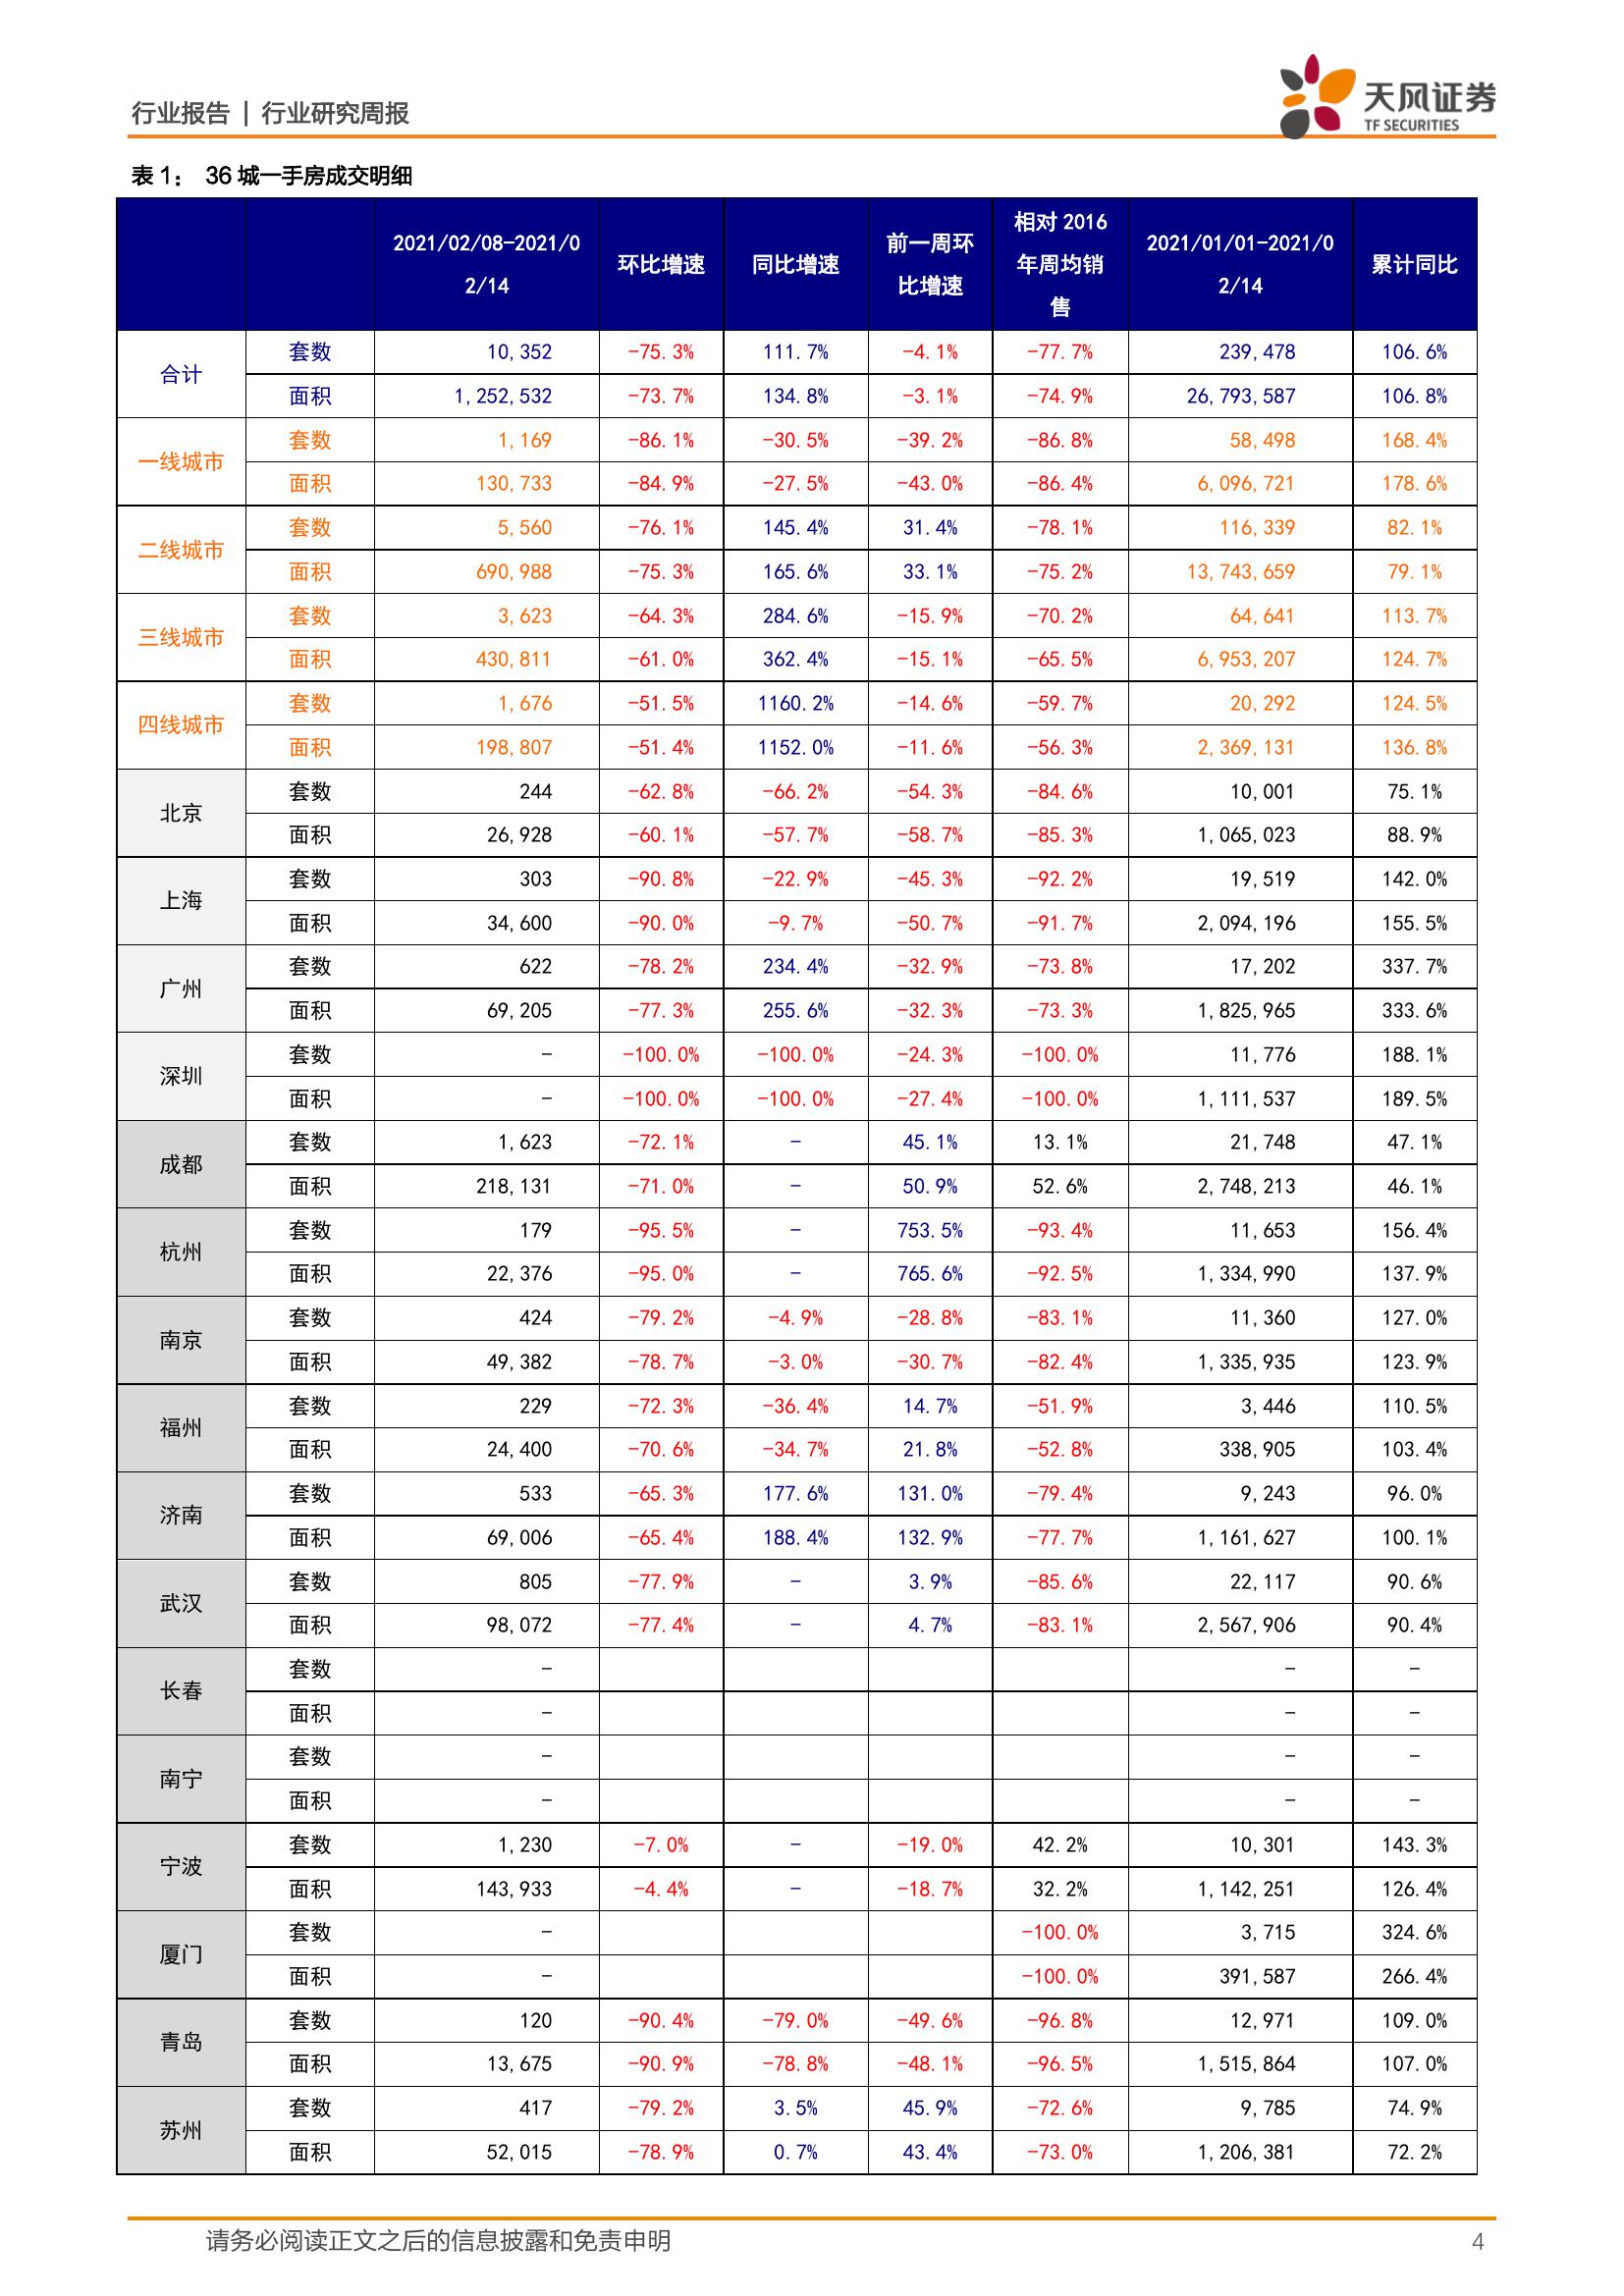 行业报告 | 行业研究周报
天风证券
TF SECURITIES
表 1： 36 城一手房成交明细
2021/02/08-2021/02/14 环比增速 同比增速 前一周环比增速 相对 2016 年周均销售 2021/01/01-2021/02/14 累计同比
合计 套数 10,352 -75.3% 111.7% -4.1% -77.7% 239,478 106.6%
面积 1,252,532 -73.7% 134.8% -3.1% -74.9% 26,793,587 106.8%
一线城市 套数 1,169 -86.1% -30.5% -39.2% -86.8% 58,498 168.4%
面积 130,733 -84.9% -27.5% -43.0% -86.4% 6,096,721 178.6%
二线城市 套数 5,560 -76.1% 145.4% 31.4% -78.1% 116,339 82.1%
面积 690,988 -75.3% 165.6% 33.1% -75.2% 13,743,659 79.1%
三线城市 套数 3,623 -64.3% 284.6% -15.9% -70.2% 64,641 113.7%
面积 430,811 -61.0% 362.4% -15.1% -65.5% 6,953,207 124.7%
四线城市 套数 1,676 -51.5% 1160.2% -14.6% -59.7% 20,292 124.5%
面积 198,807 -51.4% 1152.0% -11.6% -56.3% 2,369,131 136.8%
北京 套数 244 -62.8% -66.2% -54.3% -84.6% 10,001 75.1%
面积 26,928 -60.1% -57.7% -58.7% -85.3% 1,065,023 88.9%
上海 套数 303 -90.8% -22.9% -45.3% -92.2% 19,519 142.0%
面积 34,600 -90.0% -9.7% -50.7% -91.7% 2,094,196 155.5%
广州 套数 622 -78.2% 234.4% -32.9% -73.8% 17,202 337.7%
面积 69,205 -77.3% 255.6% -32.3% -73.3% 1,825,965 333.6%
深圳 套数 - -100.0% -100.0% -24.3% -100.0% 11,776 188.1%
面积 - -100.0% -100.0% -27.4% -100.0% 1,111,537 189.5%
成都 套数 1,623 -72.1% - 45.1% 13.1% 21,748 47.1%
面积 218,131 -71.0% - 50.9% 52.6% 2,748,213 46.1%
杭州 套数 179 -95.5% - 753.5% -93.4% 11,653 156.4%
面积 22,376 -95.0% - 765.6% -92.5% 1,334,990 137.9%
南京 套数 424 -79.2% -4.9% -28.8% -83.1% 11,360 127.0%
面积 49,382 -78.7% -3.0% -30.7% -82.4% 1,335,935 123.9%
福州 套数 229 -72.3% -36.4% 14.7% -51.9% 3,446 110.5%
面积 24,400 -70.6% -34.7% 21.8% -52.8% 338,905 103.4%
济南 套数 533 -65.3% 177.6% 131.0% -79.4% 9,243 96.0%
面积 69,006 -65.4% 188.4% 132.9% -77.7% 1,161,627 100.1%
武汉 套数 805 -77.9% - 3.9% -85.6% 22,117 90.6%
面积 98,072 -77.4% - 4.7% -83.1% 2,567,906 90.4%
长春 套数 - - -
面积 - - -
南宁 套数 - - -
面积 - - -
宁波 套数 1,230 -7.0% - -19.0% 42.2% 10,301 143.3%
面积 143,933 -4.4% - -18.7% 32.2% 1,142,251 126.4%
厦门 套数 - -100.0% 3,715 324.6%
面积 - -100.0% 391,587 266.4%
青岛 套数 120 -90.4% -79.0% -49.6% -96.8% 12,971 109.0%
面积 13,675 -90.9% -78.8% -48.1% -96.5% 1,515,864 107.0%
苏州 套数 417 -79.2% 3.5% 45.9% -72.6% 9,785 74.9%
面积 52,015 -78.9% 0.7% 43.4% -73.0% 1,206,381 72.2%
请务必阅读正文之后的信息披露和免责申明 4